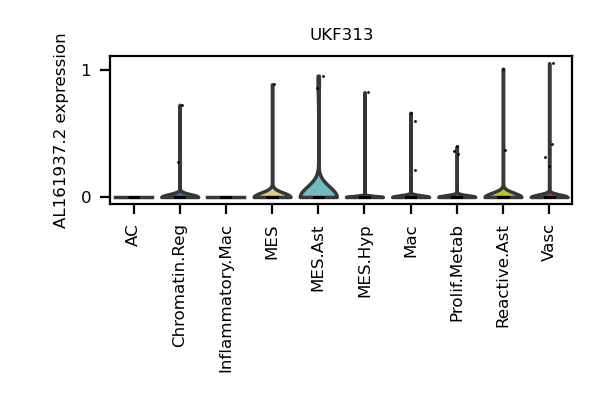 UKF313
AL161937.2 expression
1
0
AC
Chromatin.Reg
Inflammatory.Mac
MES
MES.Ast
MES.Hyp
Mac
Prolif.Metab
Reactive.Ast
Vasc